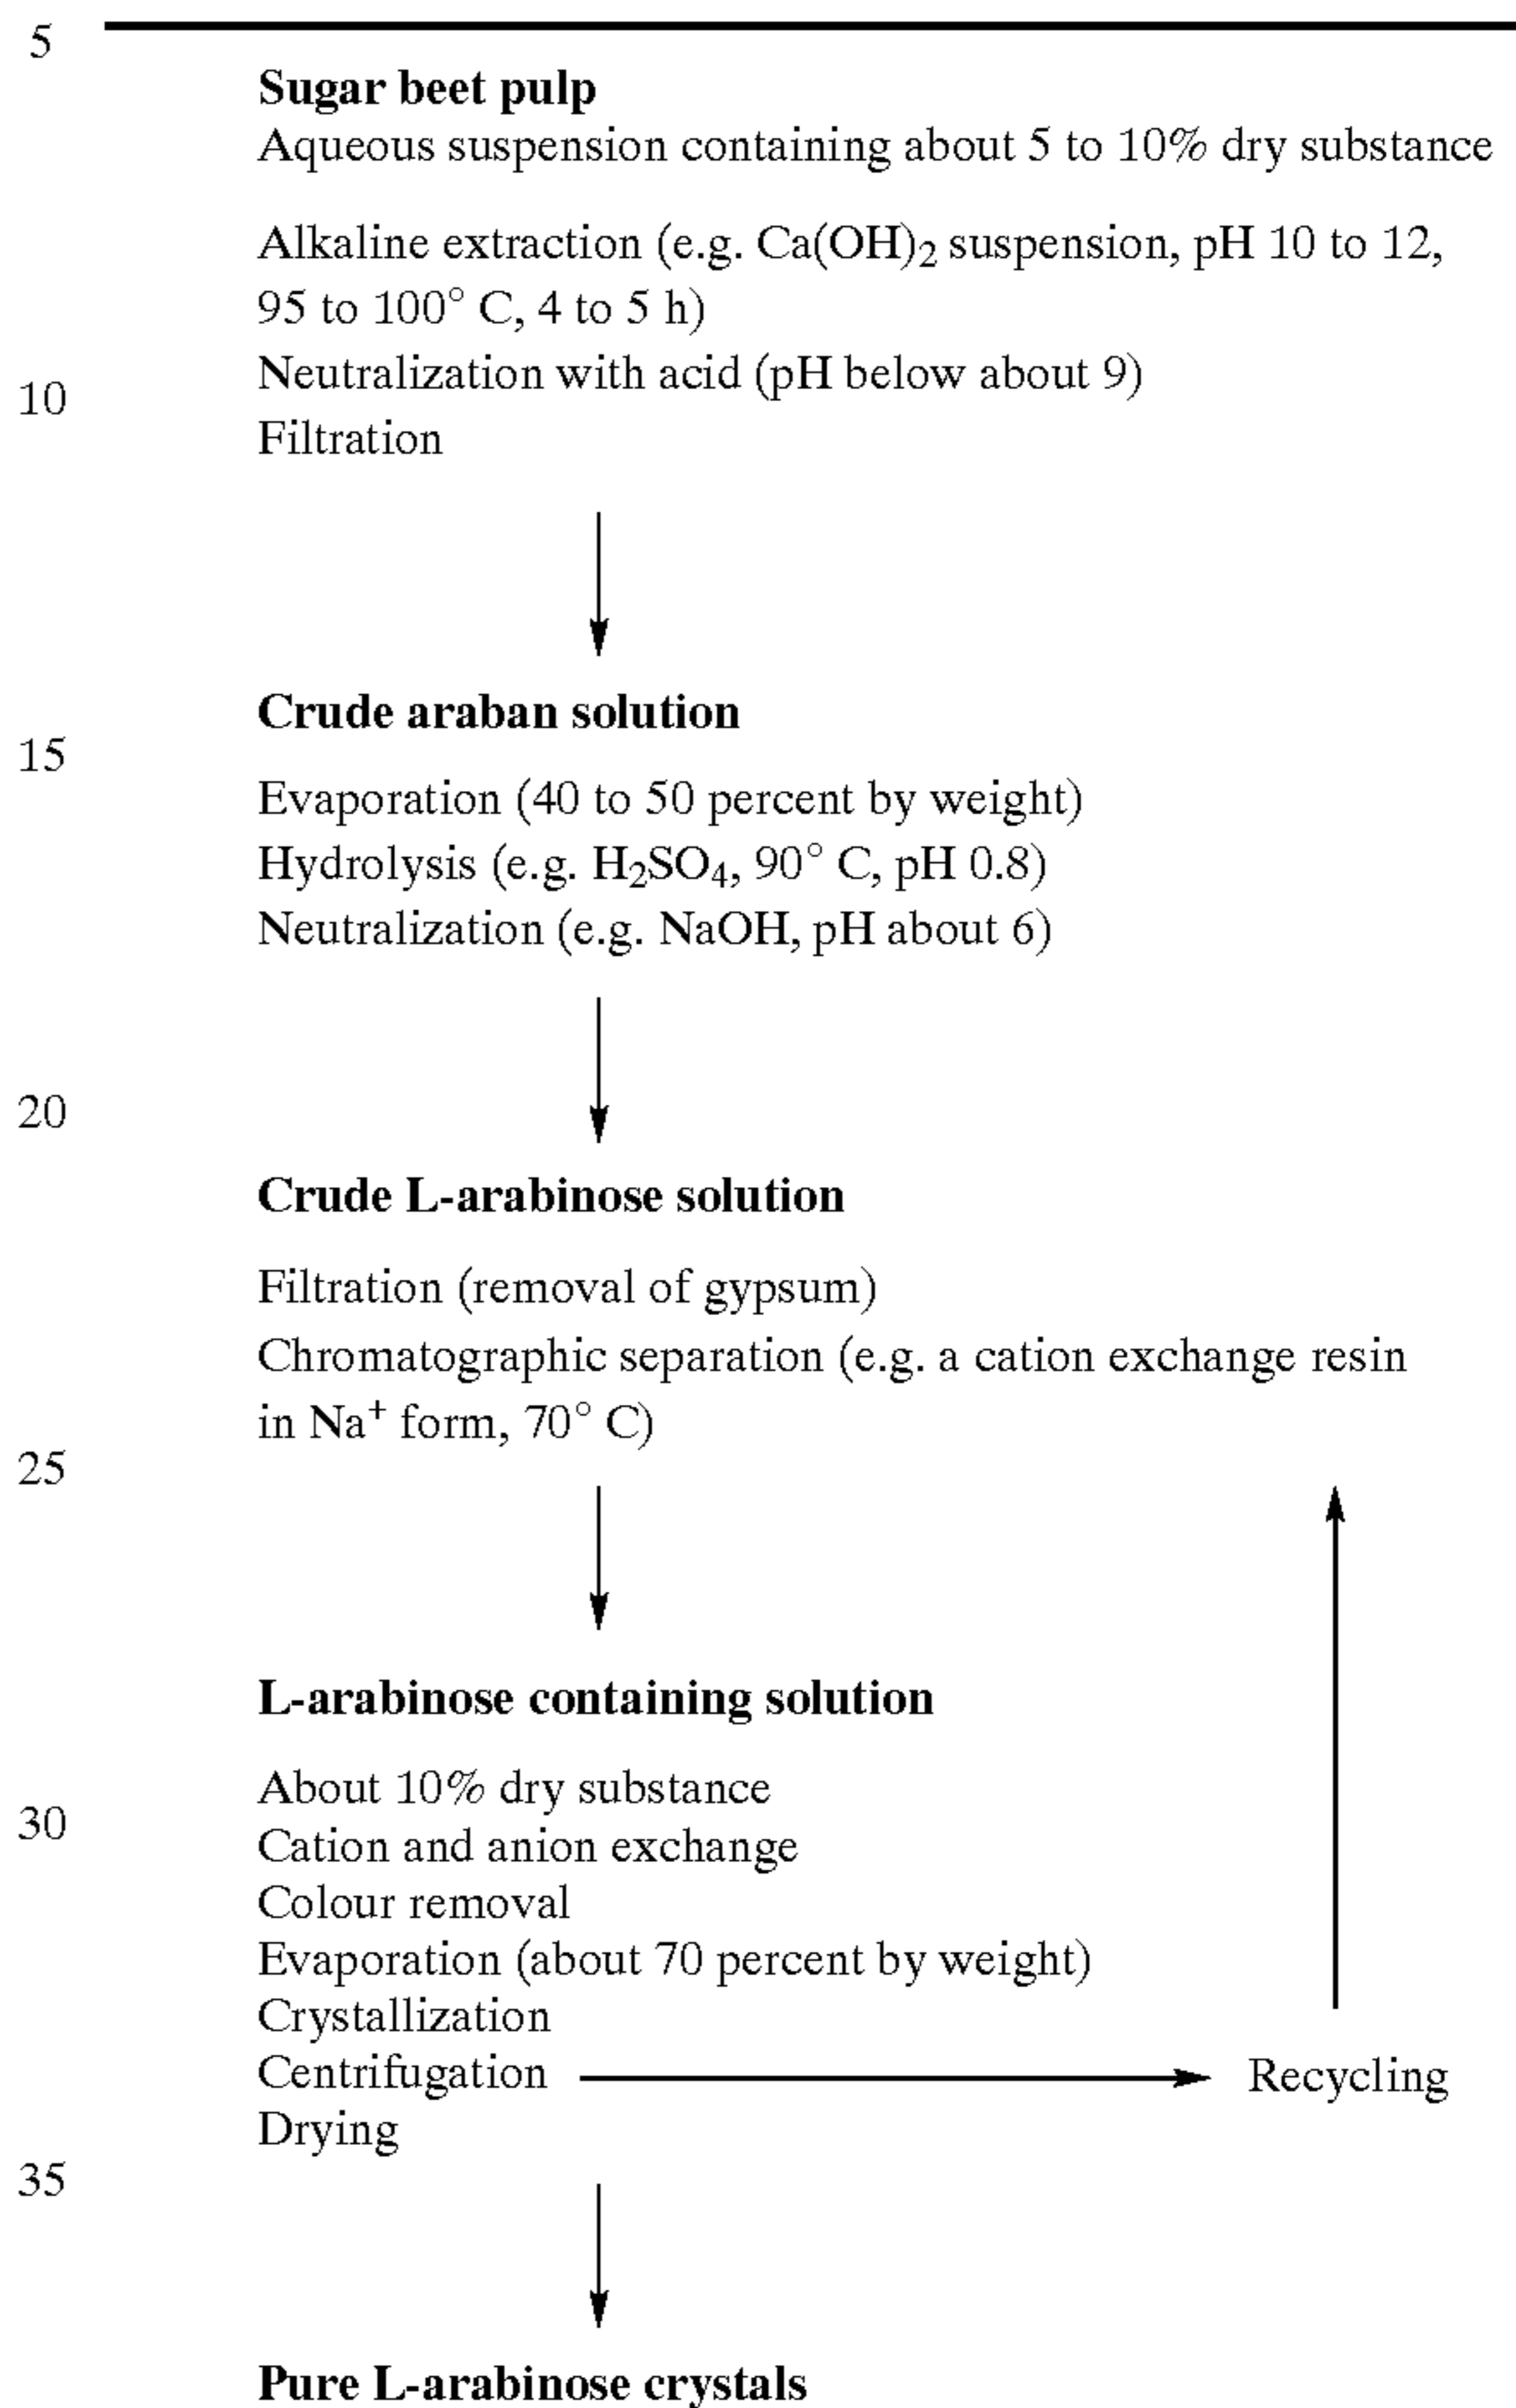 5
Sugar beet pulp
Aqueous suspension containing about 5 to 10% dry substance
Alkaline extraction (e.g. Ca(OH)₂ suspension, pH 10 to 12,
95 to 100° C, 4 to 5 h)
Neutralization with acid (pH below about 9)
10
Filtration
Crude araban solution
15
Evaporation (40 to 50 percent by weight)
Hydrolysis (e.g. H₂SO₄, 90° C, pH 0.8)
Neutralization (e.g. NaOH, pH about 6)
20
Crude L-arabinose solution
Filtration (removal of gypsum)
Chromatographic separation (e.g. a cation exchange resin
in Na⁺ form, 70° C)
25
L-arabinose containing solution
About 10% dry substance
30
Cation and anion exchange
Colour removal
Evaporation (about 70 percent by weight)
Crystallization
Centrifugation Recycling
Drying
35
Pure L-arabinose crystals